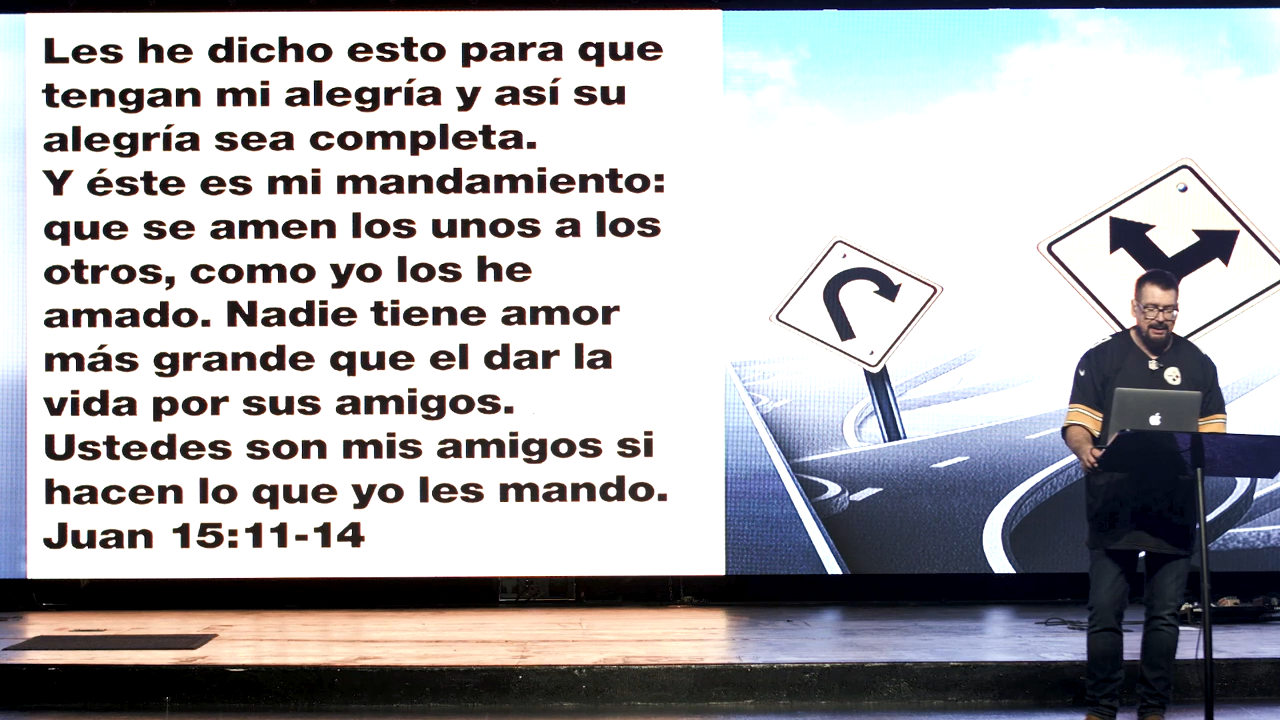 Les he dicho esto para que
tengan mi alegría y así su
alegría sea completa.
Y éste es mi mandamiento:
que se amen los unos a los
otros, como yo los he
amado. Nadie tiene amor
más grande que el dar la
vida por sus amigos.
Ustedes son mis amigos si
hacen lo que yo les mando.
Juan 15:11-14